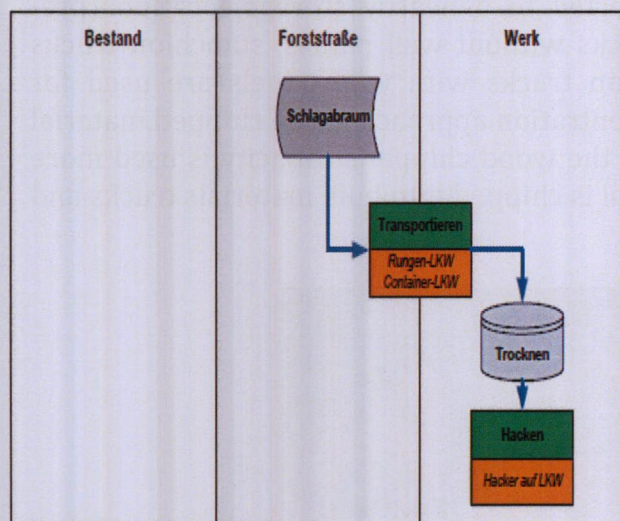 Bestand Forststraße Werk
Schlagabraum
Transportieren
Rungen-LKW
Container-LKW
Trocknen
Hacken
Hacker auf LKW